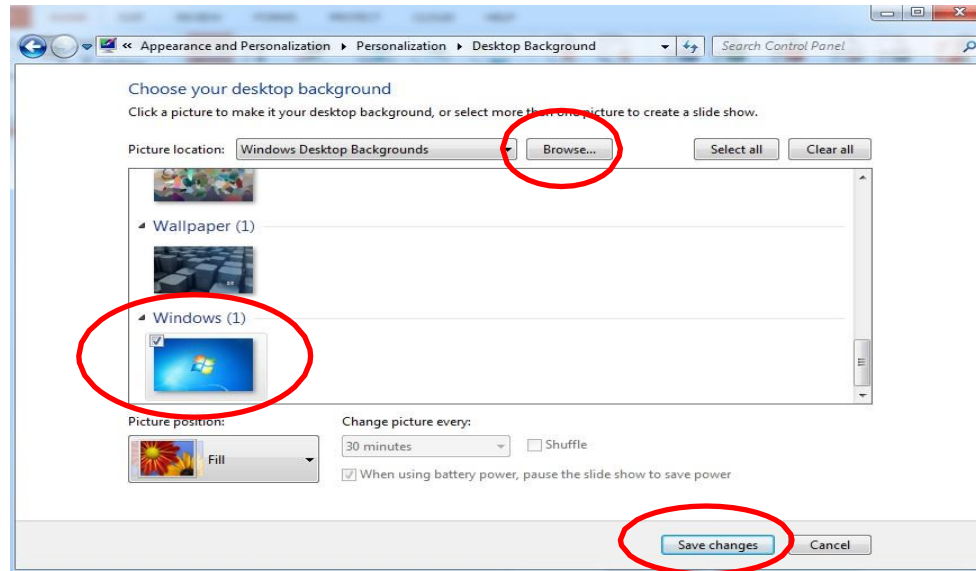 « Appearance and Personalization ▸ Personalization ▸ Desktop Background Search Control Panel
Choose your desktop background
Click a picture to make it your desktop background, or select more than one picture to create a slide show.
Picture location: Windows Desktop Backgrounds Browse... Select all Clear all
Wallpaper (1)
Windows (1)
Picture position: Change picture every:
Fill 30 minutes Shuffle
When using battery power, pause the slide show to save power
Save changes Cancel